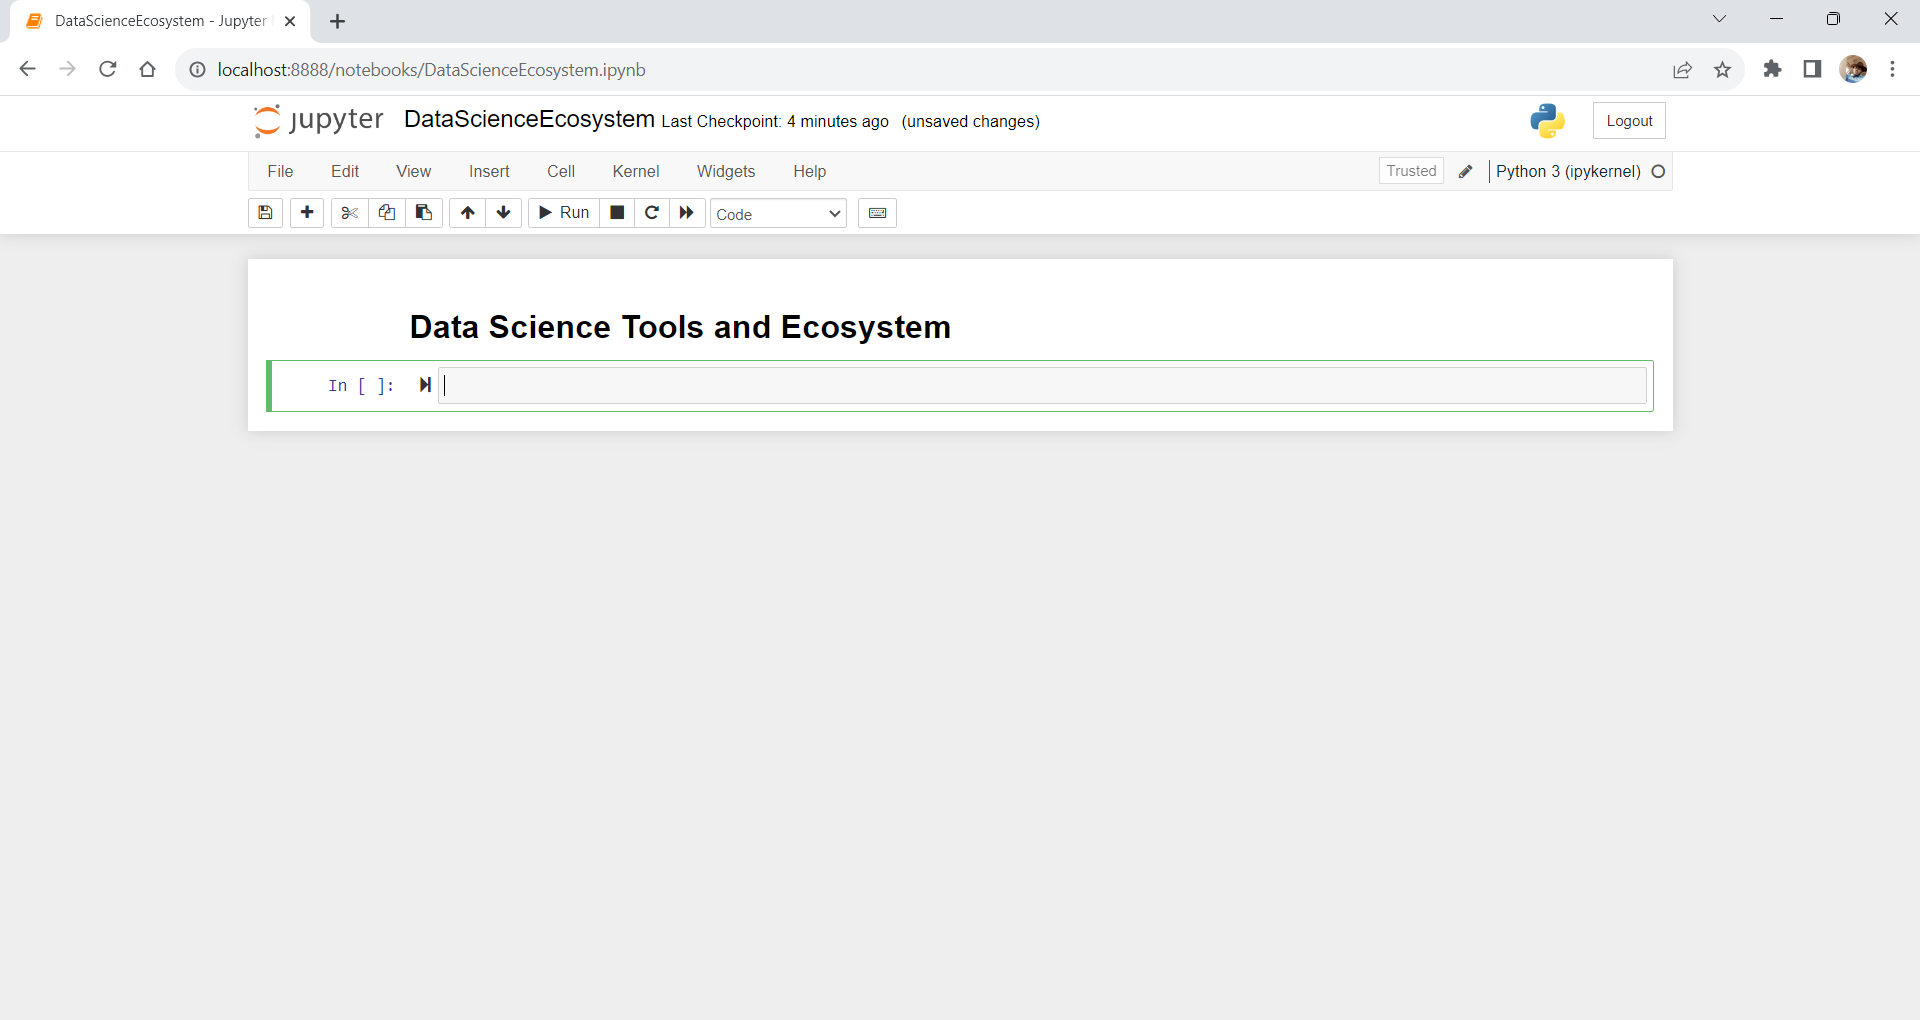 DataScienceEcosystem - Jupyter
localhost:8888/notebooks/DataScienceEcosystem.ipynb
jupyter DataScienceEcosystem Last Checkpoint: 4 minutes ago (unsaved changes) Logout
File Edit View Insert Cell Kernel Widgets Help Trusted Python 3 (ipykernel)
Run Code
Data Science Tools and Ecosystem
In [ ]: